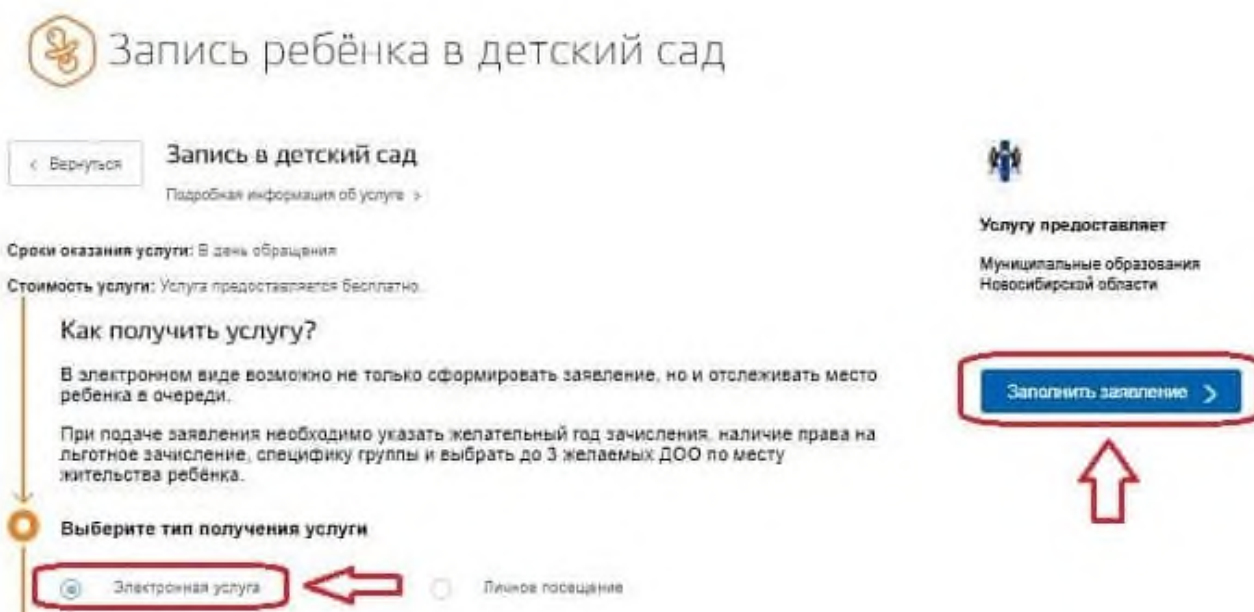 Запись ребёнка в детский сад
< Вернуться
Запись в детский сад
Подробная информация об услуге >
Сроки оказания услуги: В день обращения
Стоимость услуги: Услуга предоставляется бесплатно.
Как получить услугу?
В электронном виде возможно не только сформировать заявление, но и отслеживать место
ребенка в очереди.
При подаче заявления необходимо указать желательный год зачисления, наличие права на
льготное зачисление, специфику группы и выбрать до 3 желаемых ДОО по месту
жительства ребёнка.
Выберите тип получения услуги
Электронная услуга
Личное посещение
Услугу предоставляет
Муниципальные образования
Новосибирской области
Заполнить заявление >